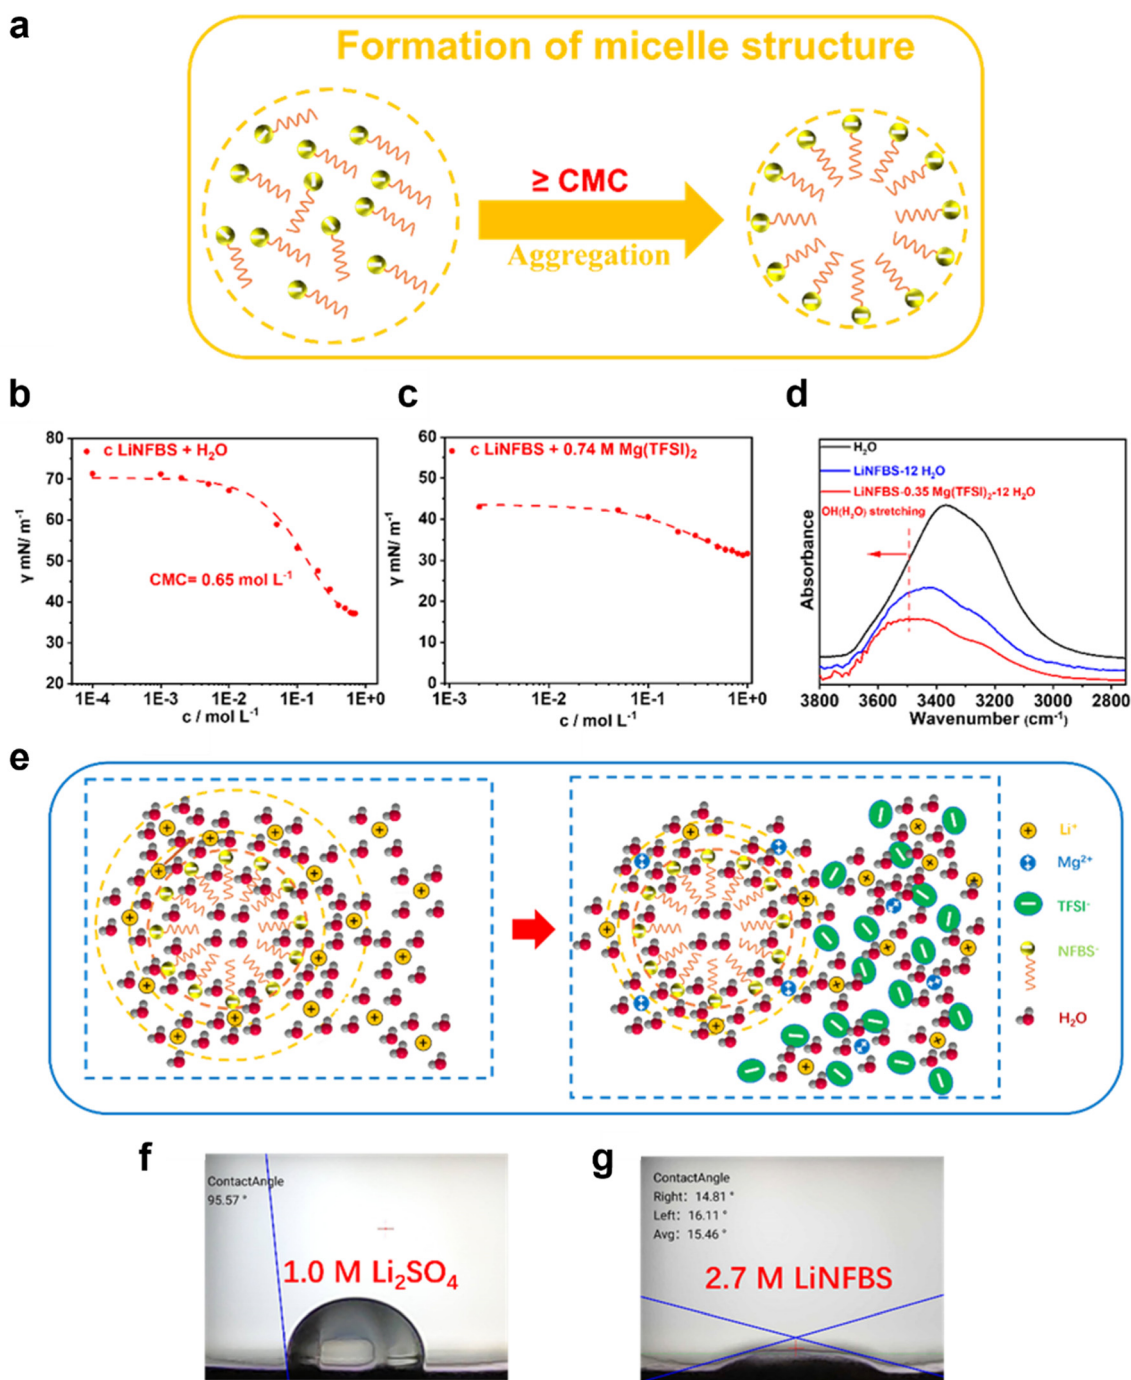 a
Formation of micelle structure
≥ CMC
Aggregation
b
c LiNFBS + H₂O
CMC= 0.65 mol L⁻¹
γ mN/ m⁻¹
80
70
60
50
40
30
20
1E-4
1E-3
1E-2
1E-1
1E+0
c / mol L⁻¹
c
c LiNFBS + 0.74 M Mg(TFSI)₂
γ mN/ m⁻¹
60
50
40
30
20
10
0
1E-3
1E-2
1E-1
1E+0
c / mol L⁻¹
d
H₂O
LiNFBS-12 H₂O
LiNFBS-0.35 Mg(TFSI)₂-12 H₂O
OH(H₂O) stretching
Absorbance
3800
3600
3400
3200
3000
2800
Wavenumber (cm⁻¹)
e
Li⁺
Mg²⁺
TFSI⁻
NFBS⁻
H₂O
f
ContactAngle
95.57 °
1.0 M Li₂SO₄
g
ContactAngle
Right: 14.81 °
Left: 16.11 °
Avg: 15.46 °
2.7 M LiNFBS